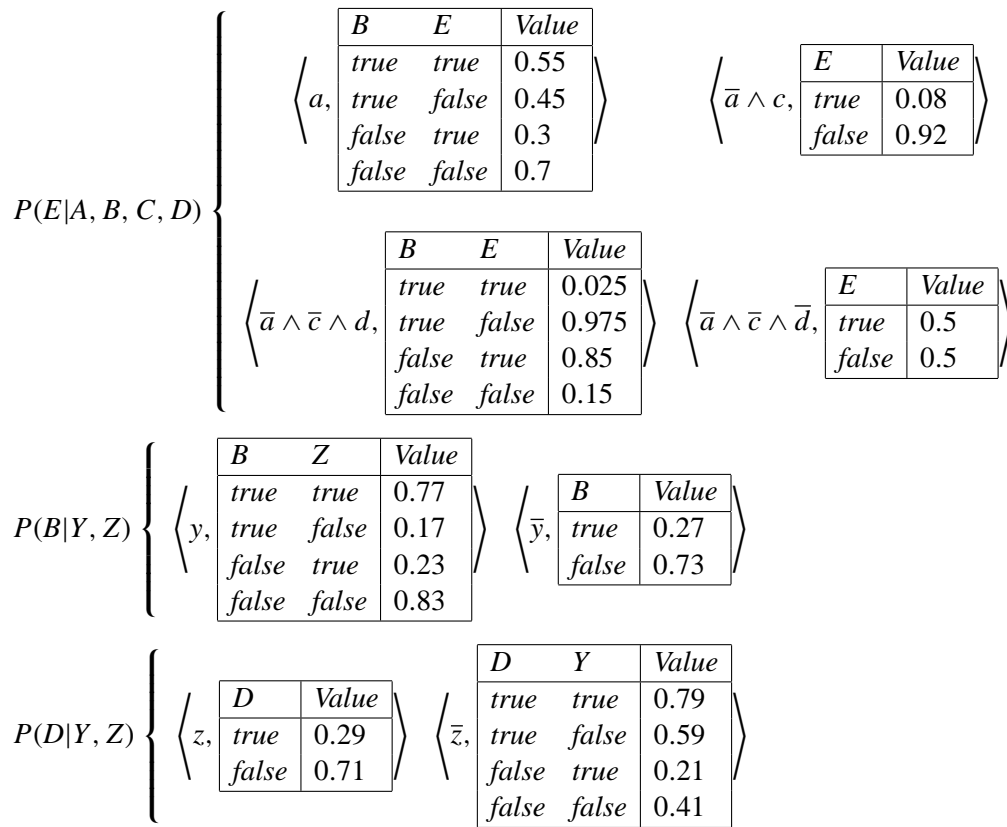 P(E|A, B, C, D)
⟨a,
B E Value
true true 0.55
true false 0.45
false true 0.3
false false 0.7
⟩
⟨a̅ ∧ c,
E Value
true 0.08
false 0.92
⟩
⟨a̅ ∧ c̅ ∧ d,
B E Value
true true 0.025
true false 0.975
false true 0.85
false false 0.15
⟩
⟨a̅ ∧ c̅ ∧ d̅,
E Value
true 0.5
false 0.5
⟩
P(B|Y, Z)
⟨y,
B Z Value
true true 0.77
true false 0.17
false true 0.23
false false 0.83
⟩
⟨y̅,
B Value
true 0.27
false 0.73
⟩
P(D|Y, Z)
⟨z,
D Value
true 0.29
false 0.71
⟩
⟨z̅,
D Y Value
true true 0.79
true false 0.59
false true 0.21
false false 0.41
⟩